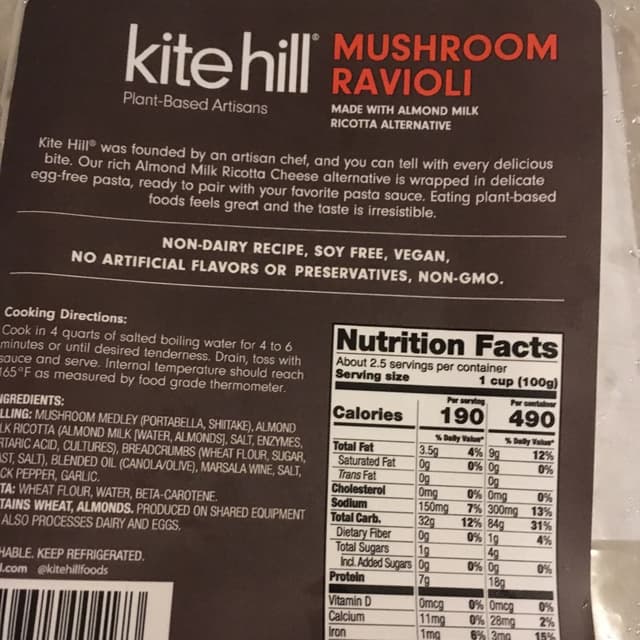 kite hill®
Plant-Based Artisans
MUSHROOM
RAVIOLI
MADE WITH ALMOND MILK
RICOTTA ALTERNATIVE
Kite Hill® was founded by an artisan chef, and you can tell with every delicious
bite. Our rich Almond Milk Ricotta Cheese alternative is wrapped in delicate
egg-free pasta, ready to pair with your favorite pasta sauce. Eating plant-based
foods feels great and the taste is irresistible.
NON-DAIRY RECIPE, SOY FREE, VEGAN,
NO ARTIFICIAL FLAVORS OR PRESERVATIVES, NON-GMO.
Cooking Directions:
Cook in 4 quarts of salted boiling water for 4 to 6
minutes or until desired tenderness. Drain, toss with
sauce and serve. Internal temperature should reach
165°F as measured by food grade thermometer.
NGREDIENTS:
LLING: MUSHROOM MEDLEY (PORTABELLA, SHIITAKE), ALMOND
LK RICOTTA (ALMOND MILK [WATER, ALMONDS], SALT, ENZYMES,
RTARIC ACID, CULTURES), BREADCRUMBS (WHEAT FLOUR, SUGAR,
AST, SALT), BLENDED OIL (CANOLA/OLIVE), MARSALA WINE, SALT,
CK PEPPER, GARLIC.
TA: WHEAT FLOUR, WATER, BETA-CAROTENE.
TAINS WHEAT, ALMONDS. PRODUCED ON SHARED EQUIPMENT
ALSO PROCESSES DAIRY AND EGGS.
HABLE. KEEP REFRIGERATED.
l.com @kitehillfoods
Nutrition Facts
About 2.5 servings per container
Serving size 1 cup (100g)
Per serving Per container
Calories 190 490
% Daily Value* % Daily Value*
Total Fat 3.5g 4% 9g 12%
Saturated Fat 0g 0% 0g 0%
Trans Fat 0g 0g
Cholesterol 0mg 0% 0mg 0%
Sodium 150mg 7% 300mg 13%
Total Carb. 32g 12% 84g 31%
Dietary Fiber 0g 0% 1g 4%
Total Sugars 1g 4g
Incl. Added Sugars 0g 0% 0g 0%
Protein 7g 18g
Vitamin D 0mcg 0% 0mcg 0%
Calcium 11mg 0% 28mg 2%
Iron 1mg 6% 3mg 15%